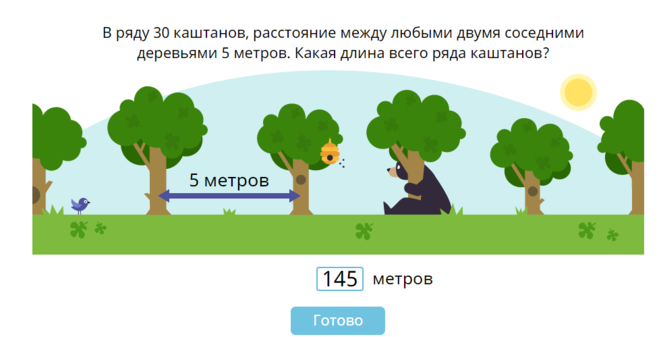 В ряду 30 каштанов, расстояние между любыми двумя соседними
деревьями 5 метров. Какая длина всего ряда каштанов?
5 метров
145 метров
Готово